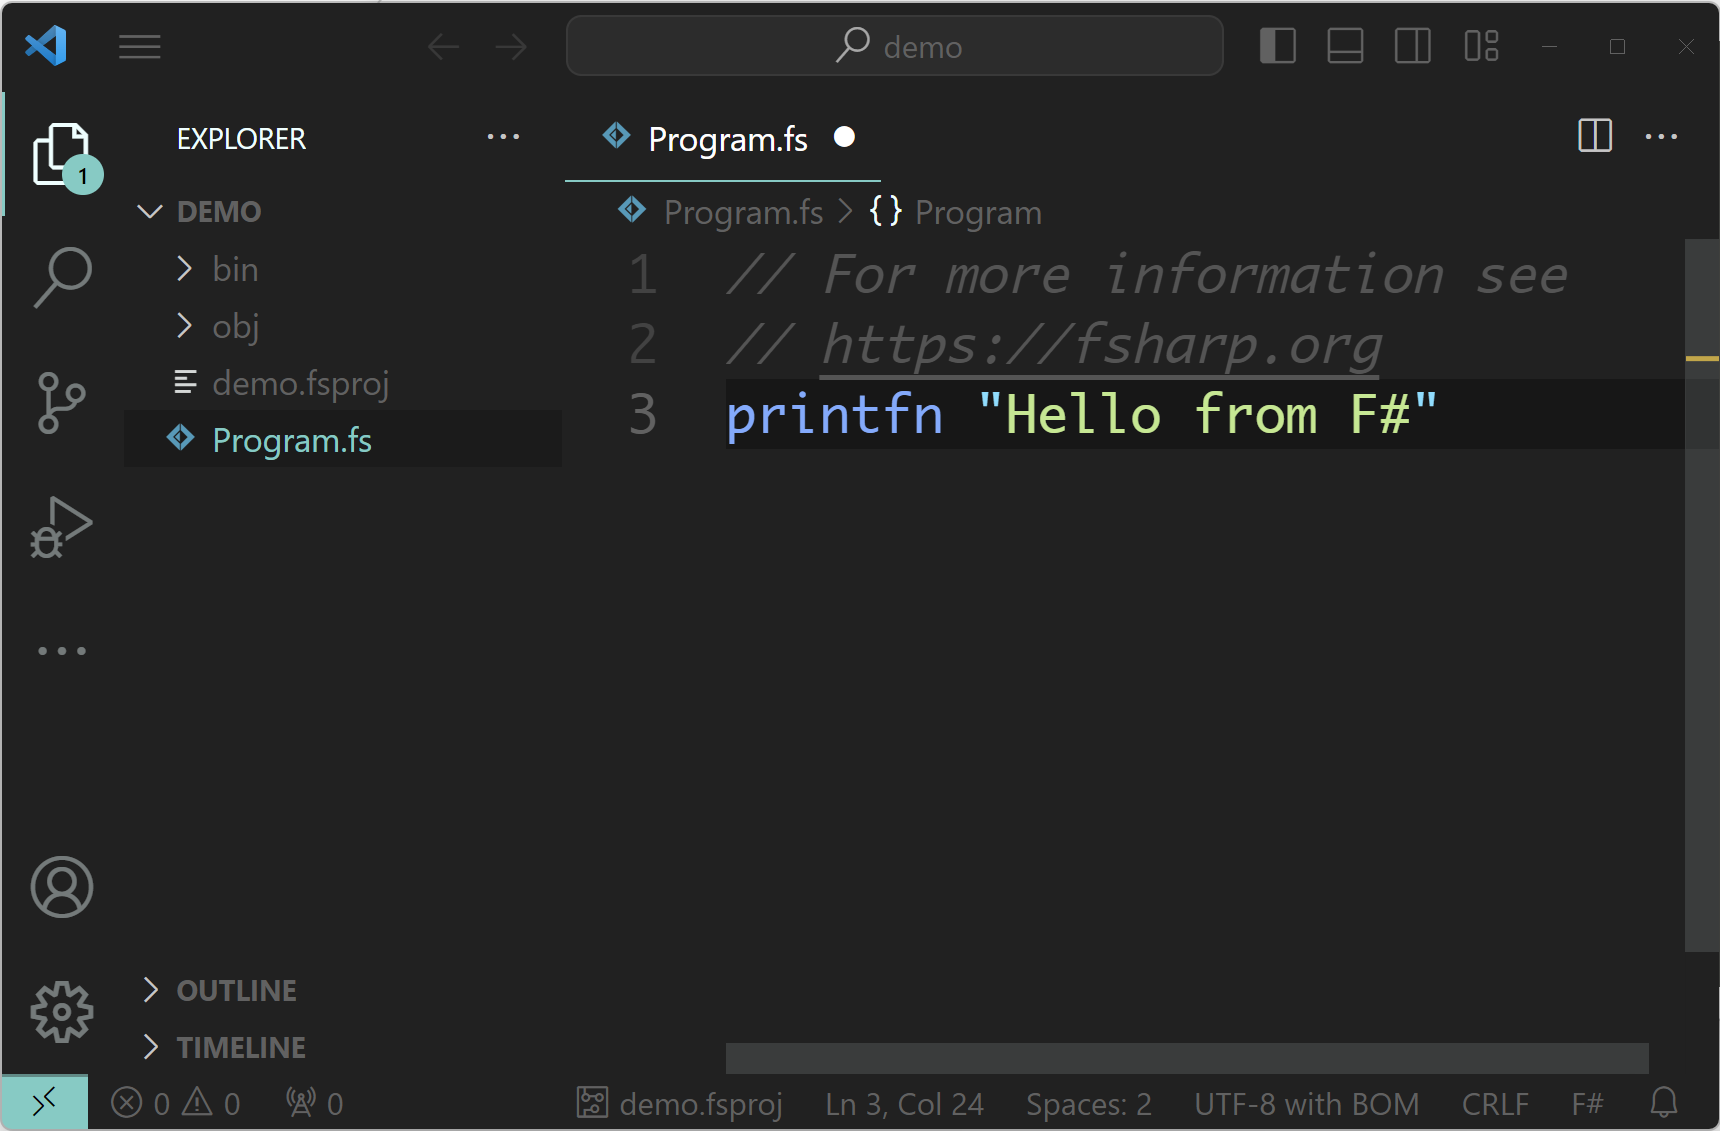 demo
1
EXPLORER
DEMO
bin
obj
demo.fsproj
Program.fs
OUTLINE
TIMELINE
Program.fs
Program.fs > {} Program
1 // For more information see
2 // https://fsharp.org
3 printfn "Hello from F#"
0 0 0 demo.fsproj Ln 3, Col 24 Spaces: 2 UTF-8 with BOM CRLF F#